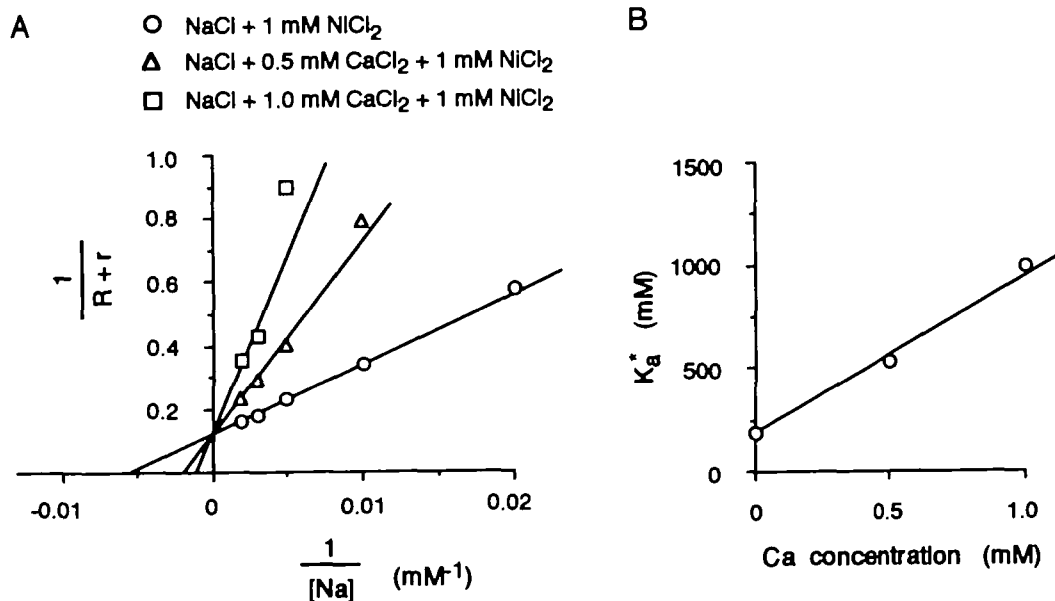 A
NaCl + 1 mM NiCl2
NaCl + 0.5 mM CaCl2 + 1 mM NiCl2
NaCl + 1.0 mM CaCl2 + 1 mM NiCl2
1.0
0.8
0.6
0.4
0.2
1
R + r
-0.01
0
0.01
0.02
1
[Na]
(mM-1)
B
1500
1000
500
0
Ka* (mM)
0
0.5
1.0
Ca concentration (mM)